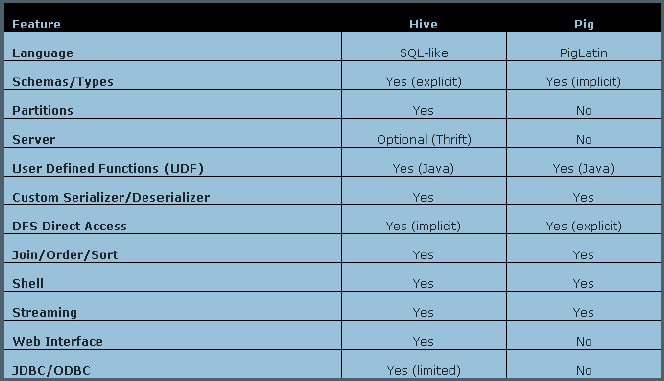 Feature Hive Pig
Language SQL-like PigLatin
Schemas/Types Yes (explicit) Yes (implicit)
Partitions Yes No
Server Optional (Thrift) No
User Defined Functions (UDF) Yes (Java) Yes (Java)
Custom Serializer/Deserializer Yes Yes
DFS Direct Access Yes (implicit) Yes (explicit)
Join/Order/Sort Yes Yes
Shell Yes Yes
Streaming Yes Yes
Web Interface Yes No
JDBC/ODBC Yes (limited) No